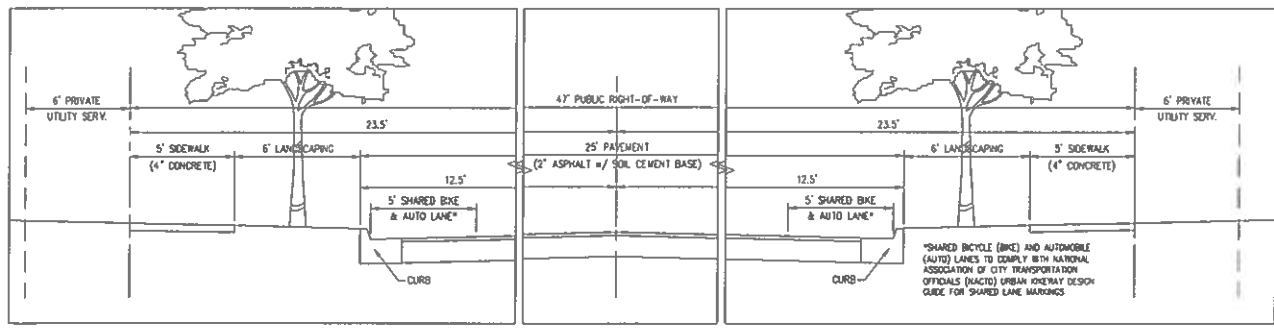 47' PUBLIC RIGHT-OF-WAY
6' PRIVATE
UTILITY SERV.
6' PRIVATE
UTILITY SERV.
23.5'
23.5'
5' SIDEWALK
(4" CONCRETE)
6' LANDSCAPING
25' PAVEMENT
(2" ASPHALT w/ SOIL CEMENT BASE)
6' LANDSCAPING
5' SIDEWALK
(4" CONCRETE)
12.5'
12.5'
5' SHARED BIKE
& AUTO LANE*
5' SHARED BIKE
& AUTO LANE*
CURB
CURB
*SHARED BICYCLE (BIKE) AND AUTOMOBILE
(AUTO) LANES TO COMPLY WITH NATIONAL
ASSOCIATION OF CITY TRANSPORTATION
OFFICIALS (NACTO) URBAN BIKEWAY DESIGN
GUIDE FOR SHARED LANE MARKINGS